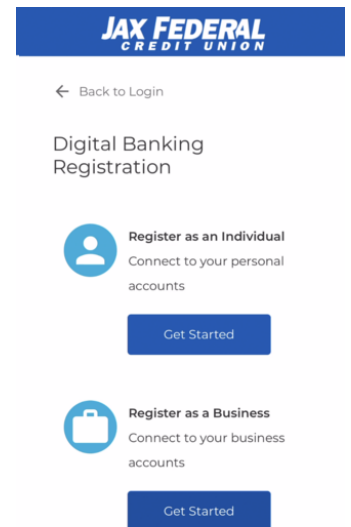 JAX FEDERAL
CREDIT UNION
Back to Login
Digital Banking
Registration
Register as an Individual
Connect to your personal
accounts
Get Started
Register as a Business
Connect to your business
accounts
Get Started